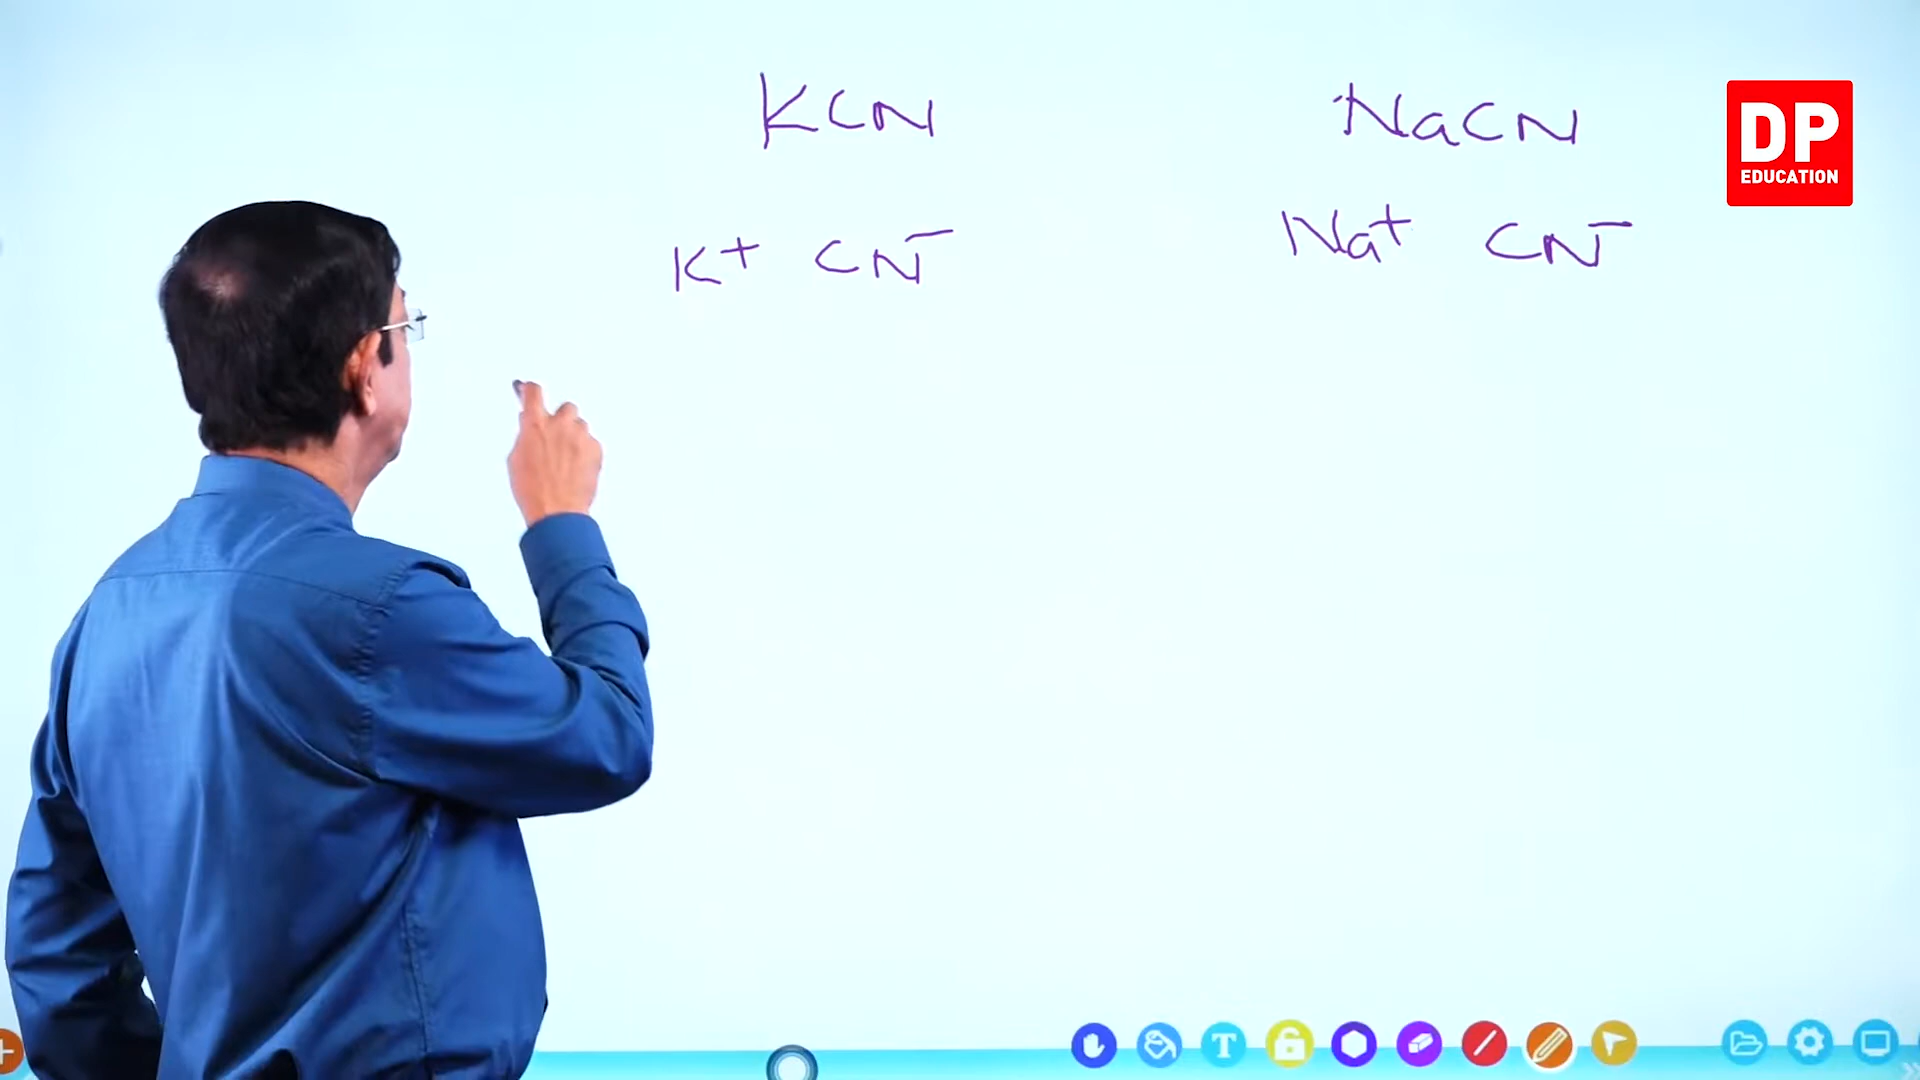 KCN NaCN
K+ CN⁻ Na+ CN⁻
DP
EDUCATION
T